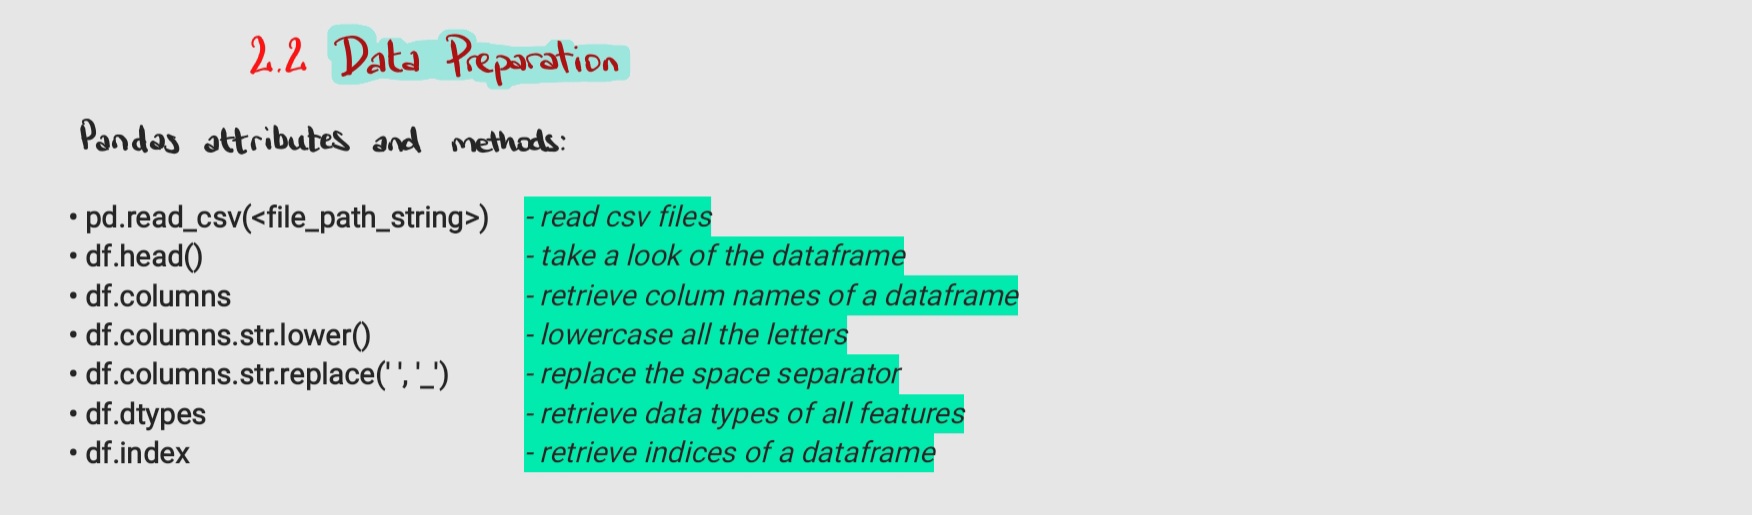 2.2 Data Preparation
Pandas attributes and methods:
• pd.read_csv(<file_path_string>) - read csv files
• df.head() - take a look of the dataframe
• df.columns - retrieve colum names of a dataframe
• df.columns.str.lower() - lowercase all the letters
• df.columns.str.replace(' ', '_') - replace the space separator
• df.dtypes - retrieve data types of all features
• df.index - retrieve indices of a dataframe